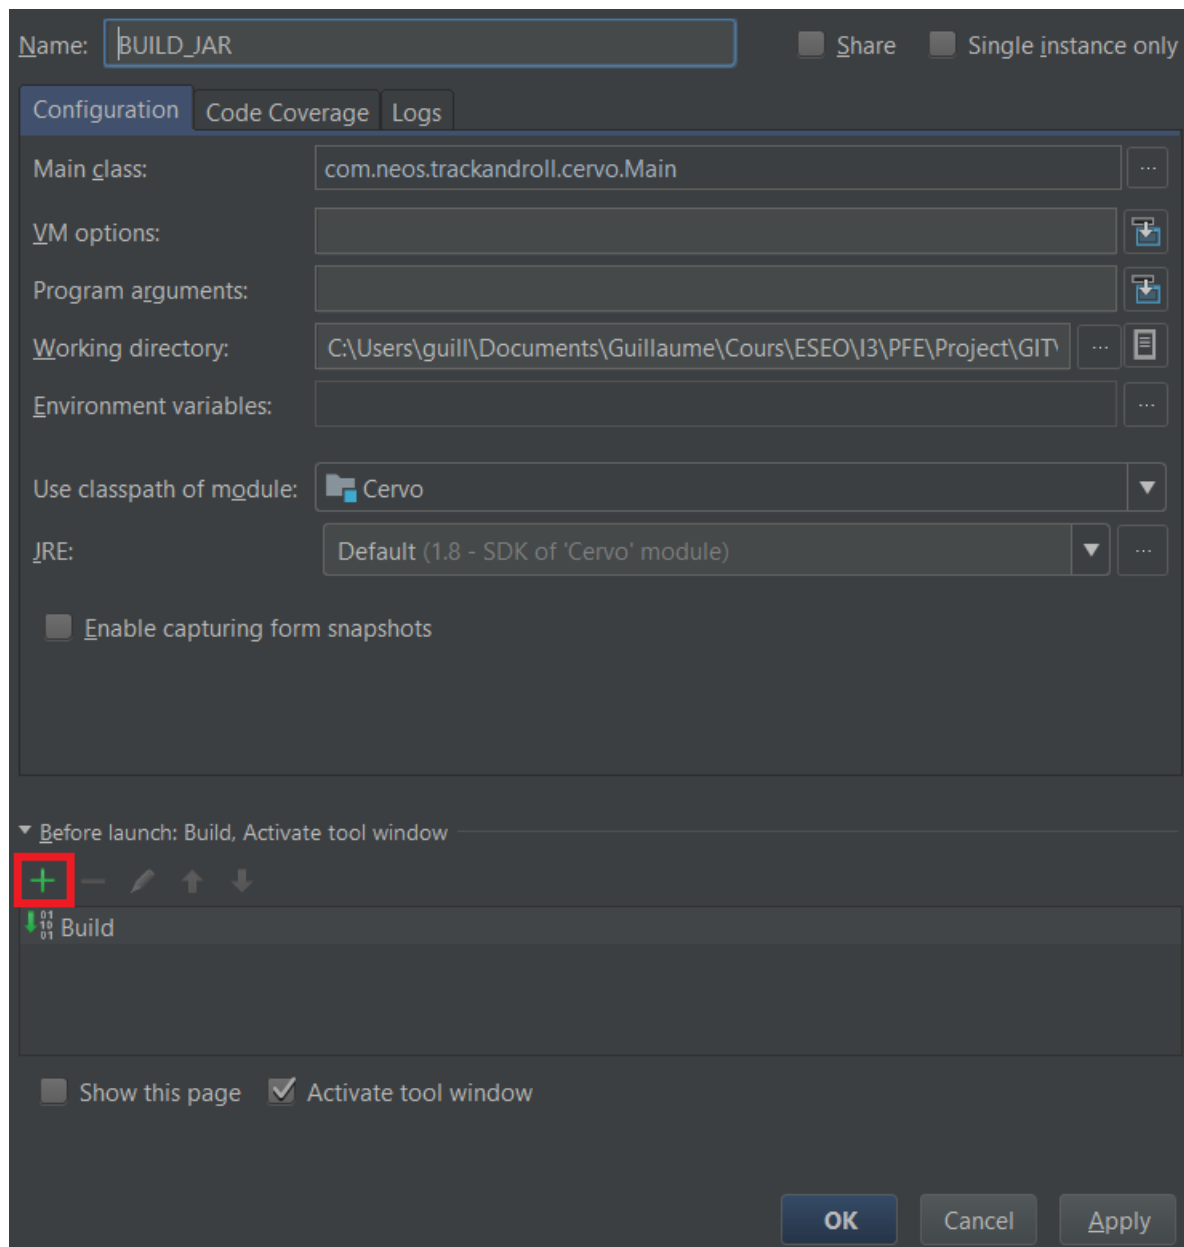 Name: BUILD_JAR Share Single instance only
Configuration Code Coverage Logs
Main class: com.neos.trackandroll.cervo.Main ...
VM options:
Program arguments:
Working directory: C:\Users\guill\Documents\Guillaume\Cours\ESEO\I3\PFE\Project\GIT\ ...
Environment variables: ...
Use classpath of module: Cervo
JRE: Default (1.8 - SDK of 'Cervo' module) ...
Enable capturing form snapshots
Before launch: Build, Activate tool window
Build
Show this page Activate tool window
OK Cancel Apply